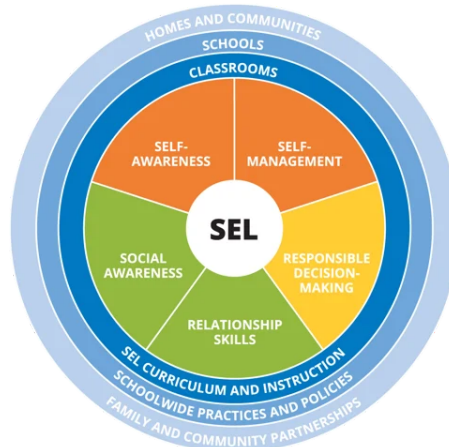 HOMES AND COMMUNITIES
SCHOOLS
CLASSROOMS
SELF-
AWARENESS
SELF-
MANAGEMENT
SEL
SOCIAL
AWARENESS
RESPONSIBLE
DECISION-
MAKING
RELATIONSHIP
SKILLS
SEL CURRICULUM AND INSTRUCTION
SCHOOLWIDE PRACTICES AND POLICIES
FAMILY AND COMMUNITY PARTNERSHIPS